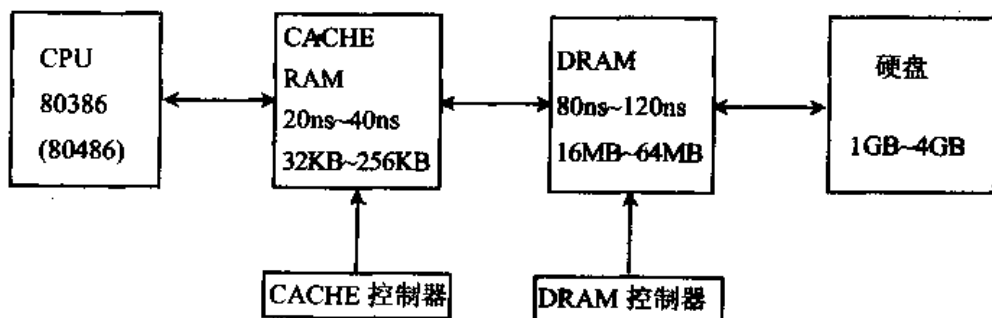 CPU
80386
(80486)
CACHE
RAM
20ns~40ns
32KB~256KB
DRAM
80ns~120ns
16MB~64MB
硬盘
1GB~4GB
CACHE 控制器
DRAM 控制器